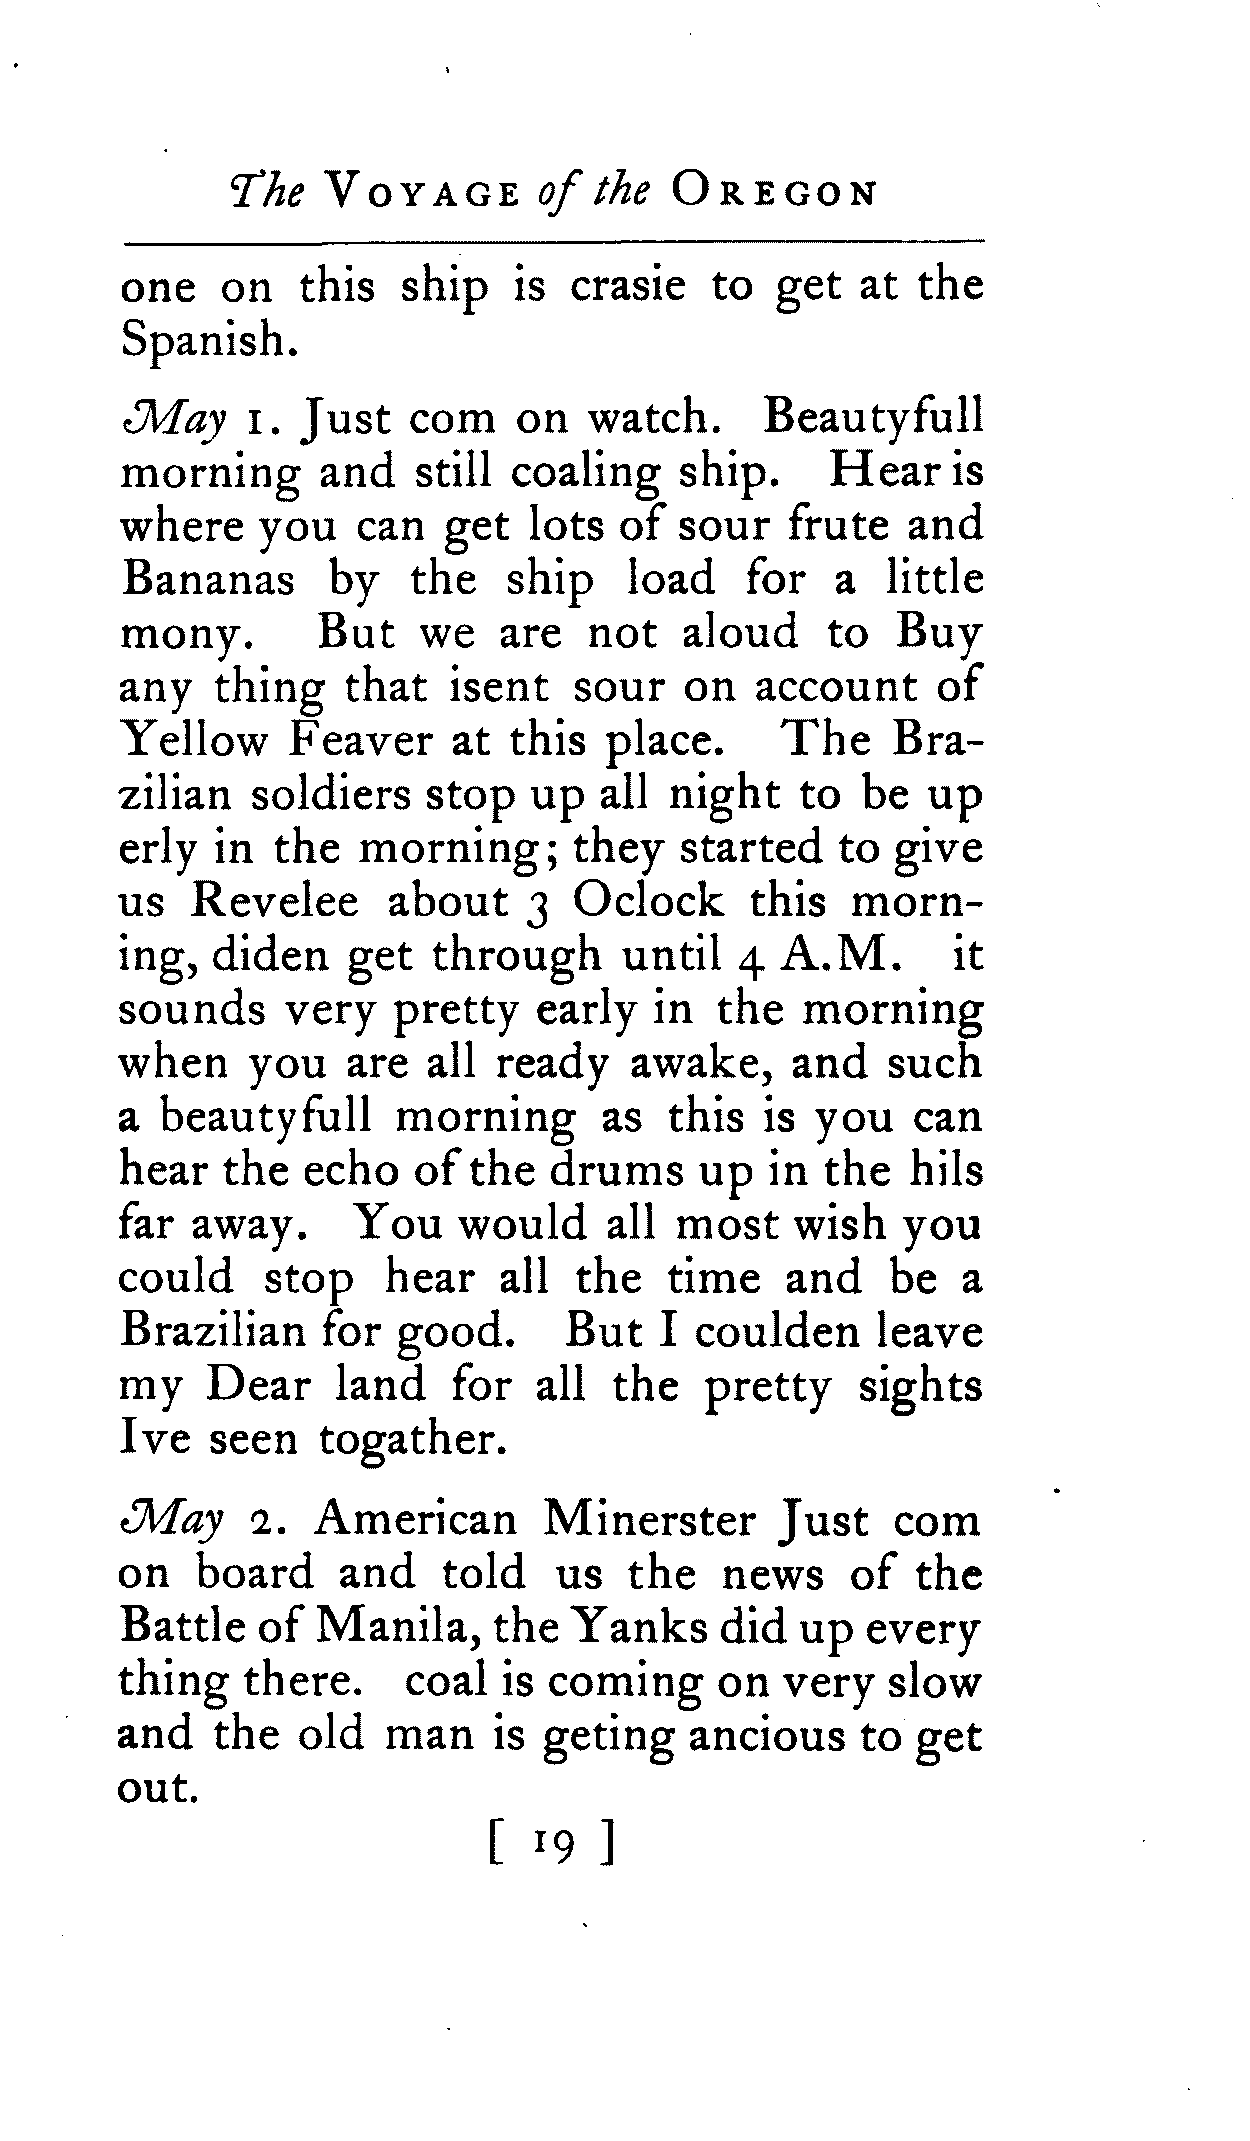 The VOYAGE of the OREGON
one on this ship is crasie to get at the
Spanish.
May 1. Just com on watch. Beautyfull
morning and still coaling ship. Hear is
where you can get lots of sour frute and
Bananas by the ship load for a little
mony. But we are not aloud to Buy
any thing that isent sour on account of
Yellow Feaver at this place. The Bra-
zilian soldiers stop up all night to be up
erly in the morning; they started to give
us Revelee about 3 Oclock this morn-
ing, diden get through until 4 A.M. it
sounds very pretty early in the morning
when you are all ready awake, and such
a beautyfull morning as this is you can
hear the echo of the drums up in the hils
far away. You would all most wish you
could stop hear all the time and be a
Brazilian for good. But I coulden leave
my Dear land for all the pretty sights
Ive seen togather.
May 2. American Minerster Just com
on board and told us the news of the
Battle of Manila, the Yanks did up every
thing there. coal is coming on very slow
and the old man is geting ancious to get
out.
[ 19 ]